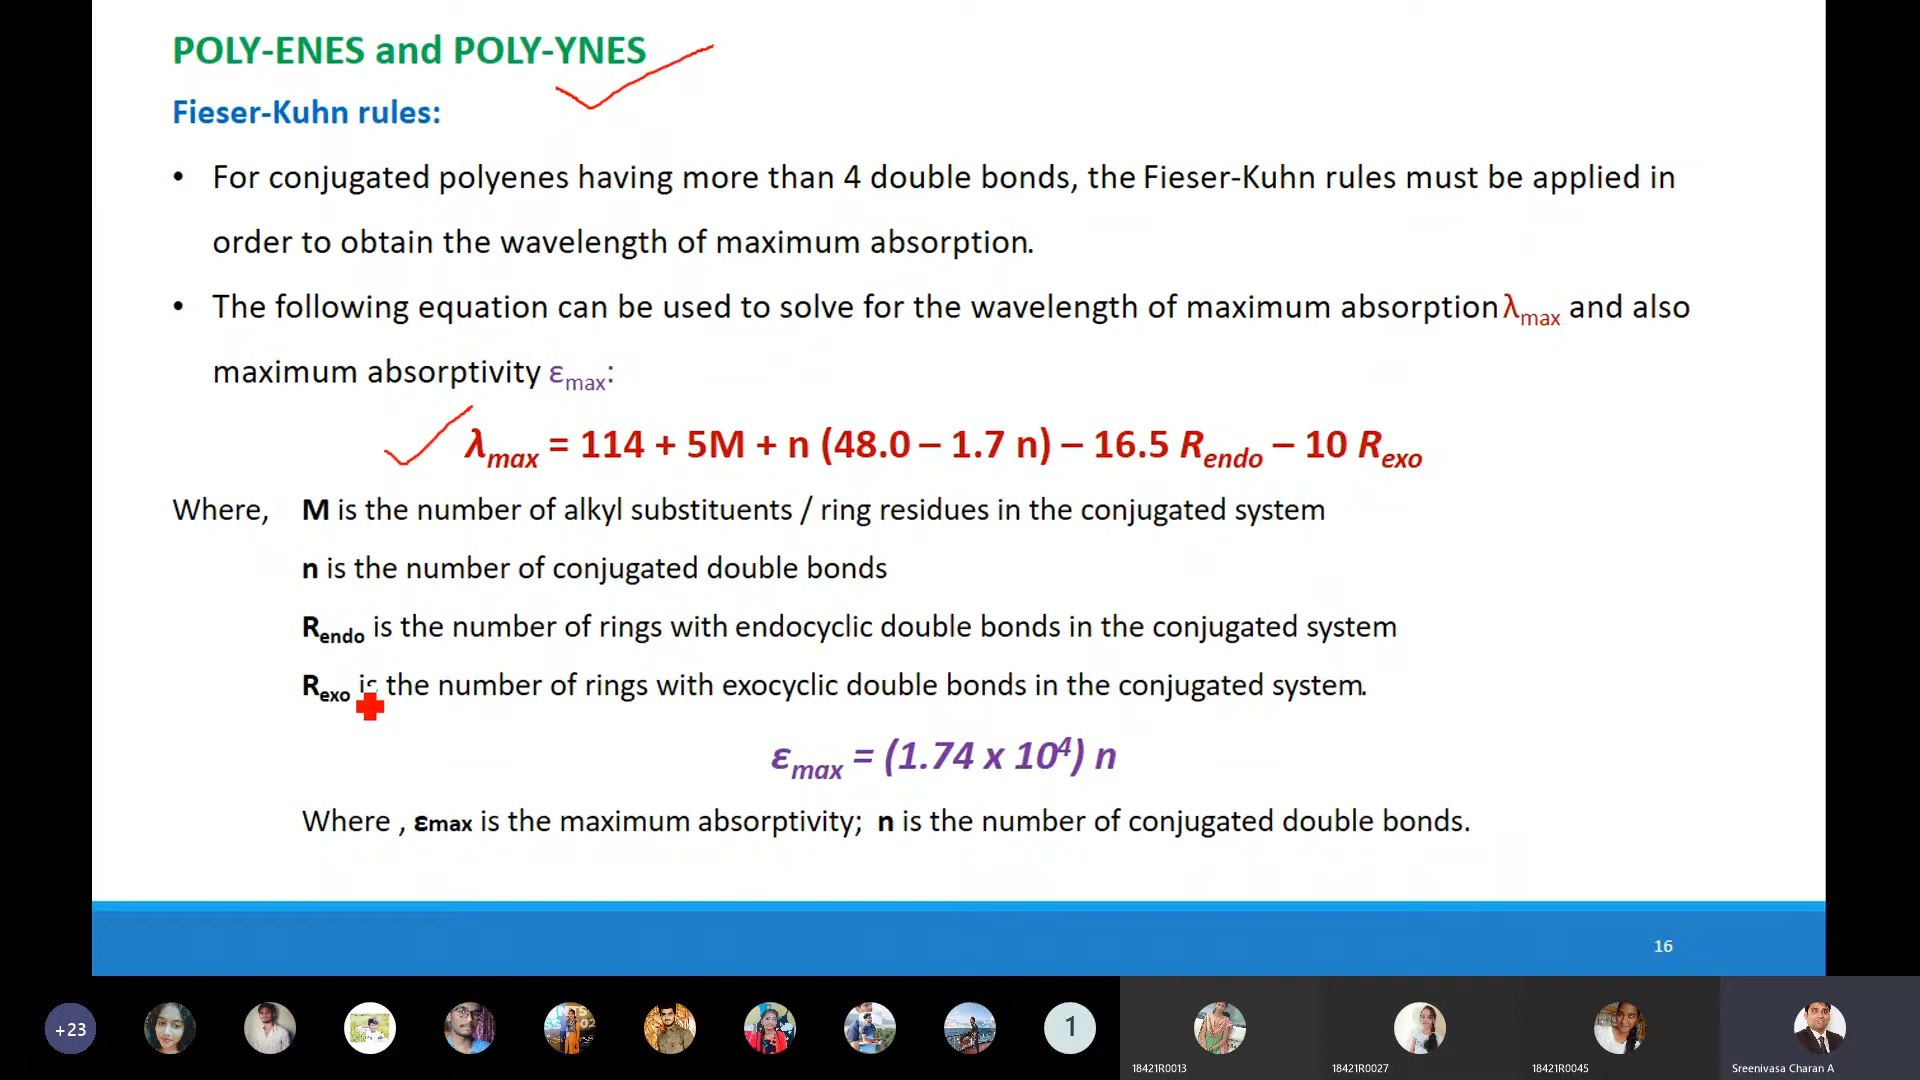 POLY-ENES and POLY-YNES
Fieser-Kuhn rules:
• For conjugated polyenes having more than 4 double bonds, the Fieser-Kuhn rules must be applied in
order to obtain the wavelength of maximum absorption.
• The following equation can be used to solve for the wavelength of maximum absorption λmax and also
maximum absorptivity εmax:
λmax = 114 + 5M + n (48.0 – 1.7 n) – 16.5 Rendo – 10 Rexo
Where, M is the number of alkyl substituents / ring residues in the conjugated system
n is the number of conjugated double bonds
Rendo is the number of rings with endocyclic double bonds in the conjugated system
Rexo is the number of rings with exocyclic double bonds in the conjugated system.
εmax = (1.74 x 10⁴) n
Where , εmax is the maximum absorptivity; n is the number of conjugated double bonds.
16
+23
1
18421R0013
18421R0027
18421R0045
Sreenivasa Charan A